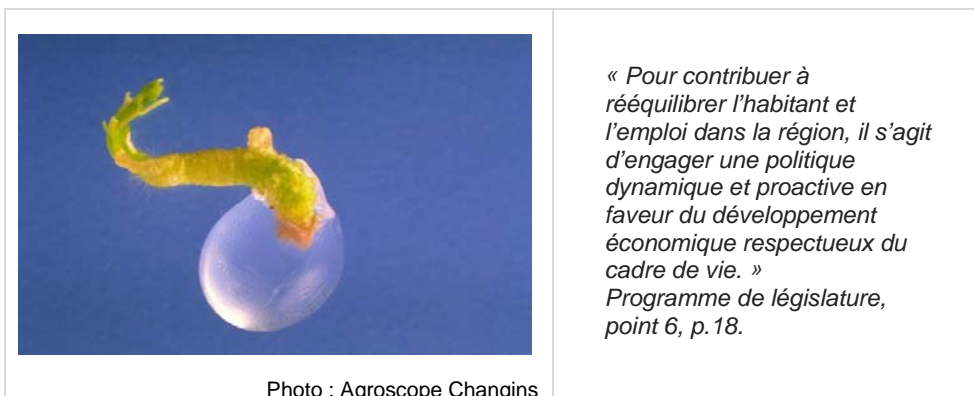 « Pour contribuer à
rééquilibrer l’habitant et
l’emploi dans la région, il s’agit
d’engager une politique
dynamique et proactive en
faveur du développement
économique respectueux du
cadre de vie. »
Programme de législature,
point 6, p.18.
Photo : Agroscope Changins